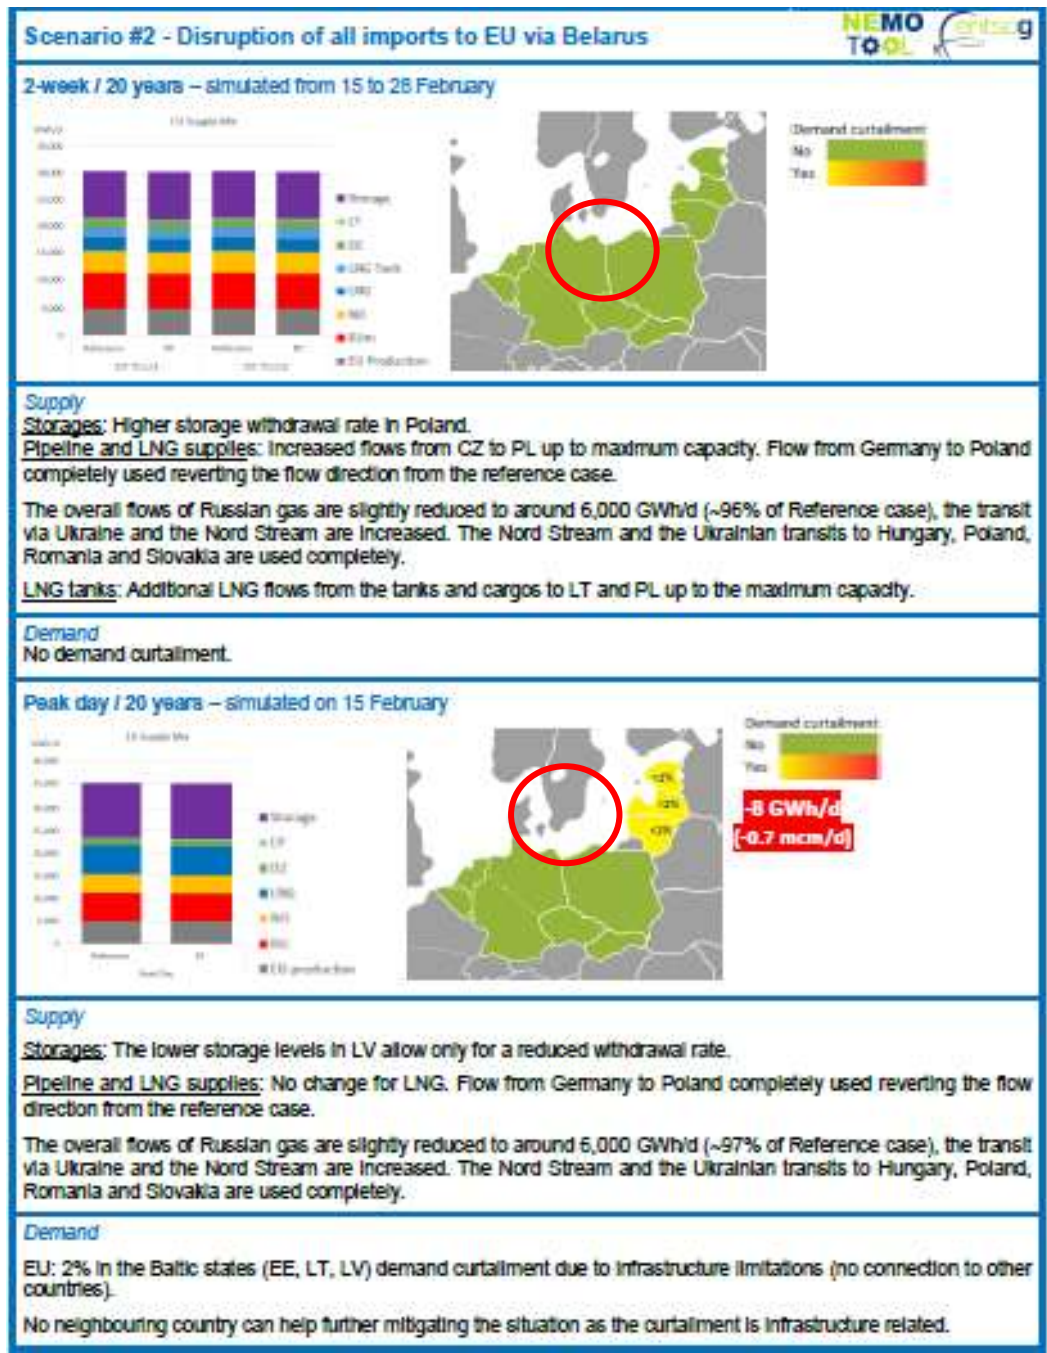 Scenario #2 - Disruption of all imports to EU via Belarus
NEMO
TOOL
entsog
2-week / 20 years – simulated from 15 to 28 February
EU Supply Mix
Demand curtailment
No
Yes
Storage
LNG Tank
LNG
EU Production
Reference
Reference
Supply
Storages: Higher storage withdrawal rate in Poland.
Pipeline and LNG supplies: Increased flows from CZ to PL up to maximum capacity. Flow from Germany to Poland
completely used reverting the flow direction from the reference case.
The overall flows of Russian gas are slightly reduced to around 6,000 GWh/d (~96% of Reference case), the transit
via Ukraine and the Nord Stream are increased. The Nord Stream and the Ukrainian transits to Hungary, Poland,
Romania and Slovakia are used completely.
LNG tanks: Additional LNG flows from the tanks and cargos to LT and PL up to the maximum capacity.
Demand
No demand curtailment.
Peak day / 20 years – simulated on 15 February
EU Supply Mix
Demand curtailment
No
Yes
-8 GWh/d
(-0.7 mcm/d)
Storage
LNG
EU production
Reference
Supply
Storages: The lower storage levels in LV allow only for a reduced withdrawal rate.
Pipeline and LNG supplies: No change for LNG. Flow from Germany to Poland completely used reverting the flow
direction from the reference case.
The overall flows of Russian gas are slightly reduced to around 6,000 GWh/d (~97% of Reference case), the transit
via Ukraine and the Nord Stream are increased. The Nord Stream and the Ukrainian transits to Hungary, Poland,
Romania and Slovakia are used completely.
Demand
EU: 2% in the Baltic states (EE, LT, LV) demand curtailment due to infrastructure limitations (no connection to other
countries).
No neighbouring country can help further mitigating the situation as the curtailment is infrastructure related.